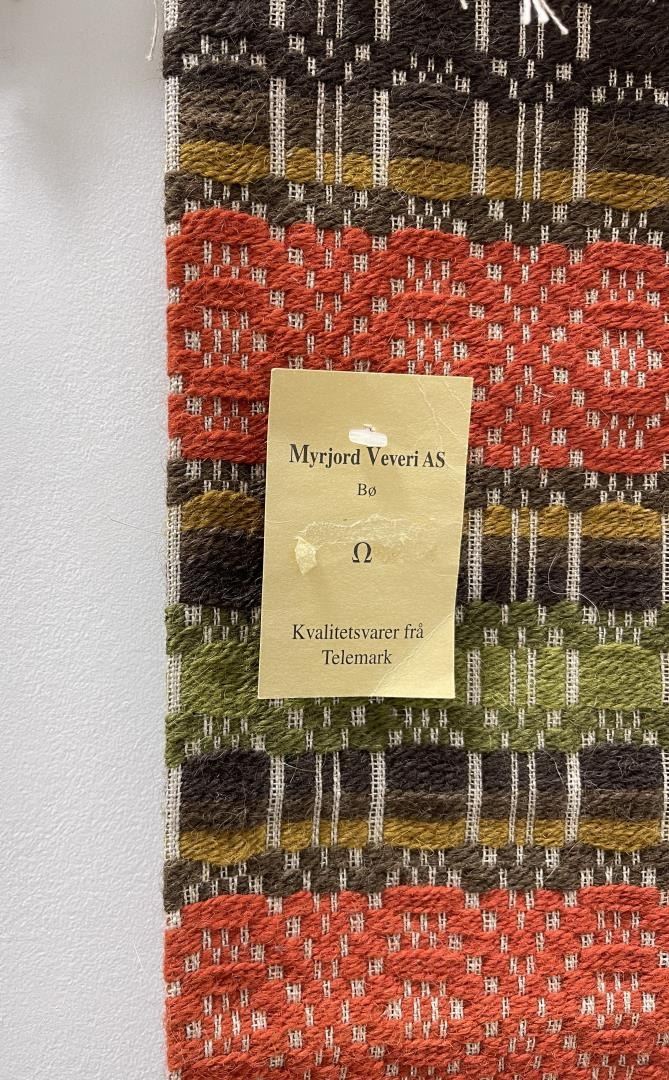 Myrjord Veveri AS
Bø
Ω
Kvalitetsvarer frå
Telemark